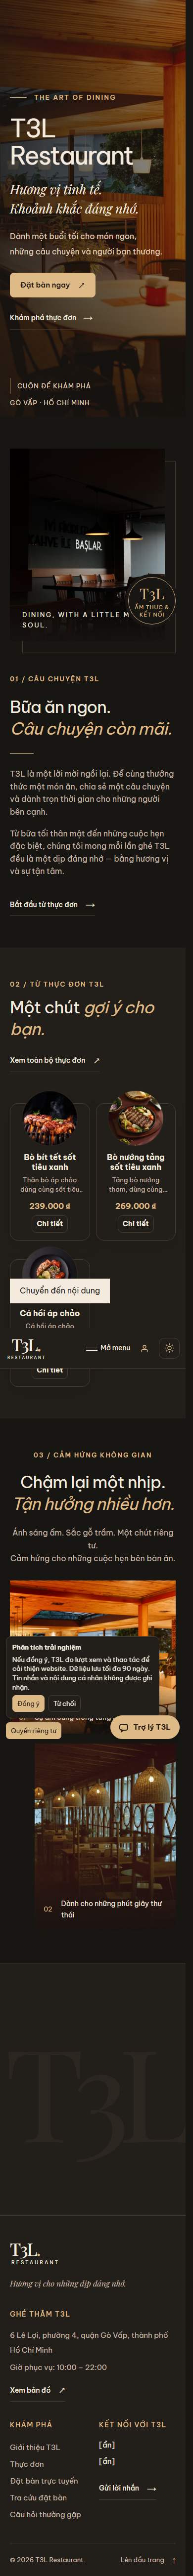 THE ART OF DINING
T3L
Restaurant
Hương vị tinh tế.
Khoảnh khắc đáng nhớ.
Dành một buổi tối cho món ngon,
những câu chuyện và người bạn thương.
Đặt bàn ngay ↗
Khám phá thực đơn →
CUỘN ĐỂ KHÁM PHÁ
GÒ VẤP · HỒ CHÍ MINH
BAŞLAR.
DINING, WITH A LITTLE M
SOUL.
T3L
ẨM THỰC &
KẾT NỐI
01 / CÂU CHUYỆN T3L
Bữa ăn ngon.
Câu chuyện còn mãi.
T3L là một lời mời ngồi lại. Để cùng thưởng
thức một món ăn, chia sẻ một câu chuyện
và dành trọn thời gian cho những người
bên cạnh.
Từ bữa tối thân mật đến những cuộc hẹn
đặc biệt, chúng tôi mong mỗi lần ghé T3L
đều là một dịp đáng nhớ — bằng hương vị
và sự tận tâm.
Bắt đầu từ thực đơn →
02 / TỪ THỰC ĐƠN T3L
Một chút gợi ý cho
bạn.
Xem toàn bộ thực đơn ↗
Bò bít tết sốt
tiêu xanh
Thăn bò áp chảo
dùng cùng sốt tiêu...
239.000 ₫
Chi tiết
Bò nướng tảng
sốt tiêu xanh
Tảng bò nướng
thơm, dùng cùng...
269.000 ₫
Chi tiết
Chuyển đến nội dung
Cá hồi áp chảo
Cá hồi áp chảo
T3L.
RESTAURANT
Mở menu
Chi tiết
03 / CẢM HỨNG KHÔNG GIAN
Chậm lại một nhịp.
Tận hưởng nhiều hơn.
Ánh sáng ấm. Sắc gỗ trầm. Một chút riêng
tư.
Cảm hứng cho những cuộc hẹn bên bàn ăn.
Phân tích trải nghiệm
Nếu đồng ý, T3L đo lượt xem và thao tác để
cải thiện website. Dữ liệu lưu tối đa 90 ngày.
Tin nhắn và nội dung cá nhân không được ghi
nhận.
Đồng ý
Từ chối
Quyền riêng tư
Trợ lý T3L
02
Dành cho những phút giây thư
thái
T3L
T3L.
RESTAURANT
Hương vị cho những dịp đáng nhớ.
GHÉ THĂM T3L
6 Lê Lợi, phường 4, quận Gò Vấp, thành phố
Hồ Chí Minh
Giờ phục vụ: 10:00 – 22:00
Xem bản đồ ↗
KHÁM PHÁ
Giới thiệu T3L
Thực đơn
Đặt bàn trực tuyến
Tra cứu đặt bàn
Câu hỏi thường gặp
KẾT NỐI VỚI T3L
[ẩn]
[ẩn]
Gửi lời nhắn →
© 2026 T3L Restaurant.
Lên đầu trang ↑